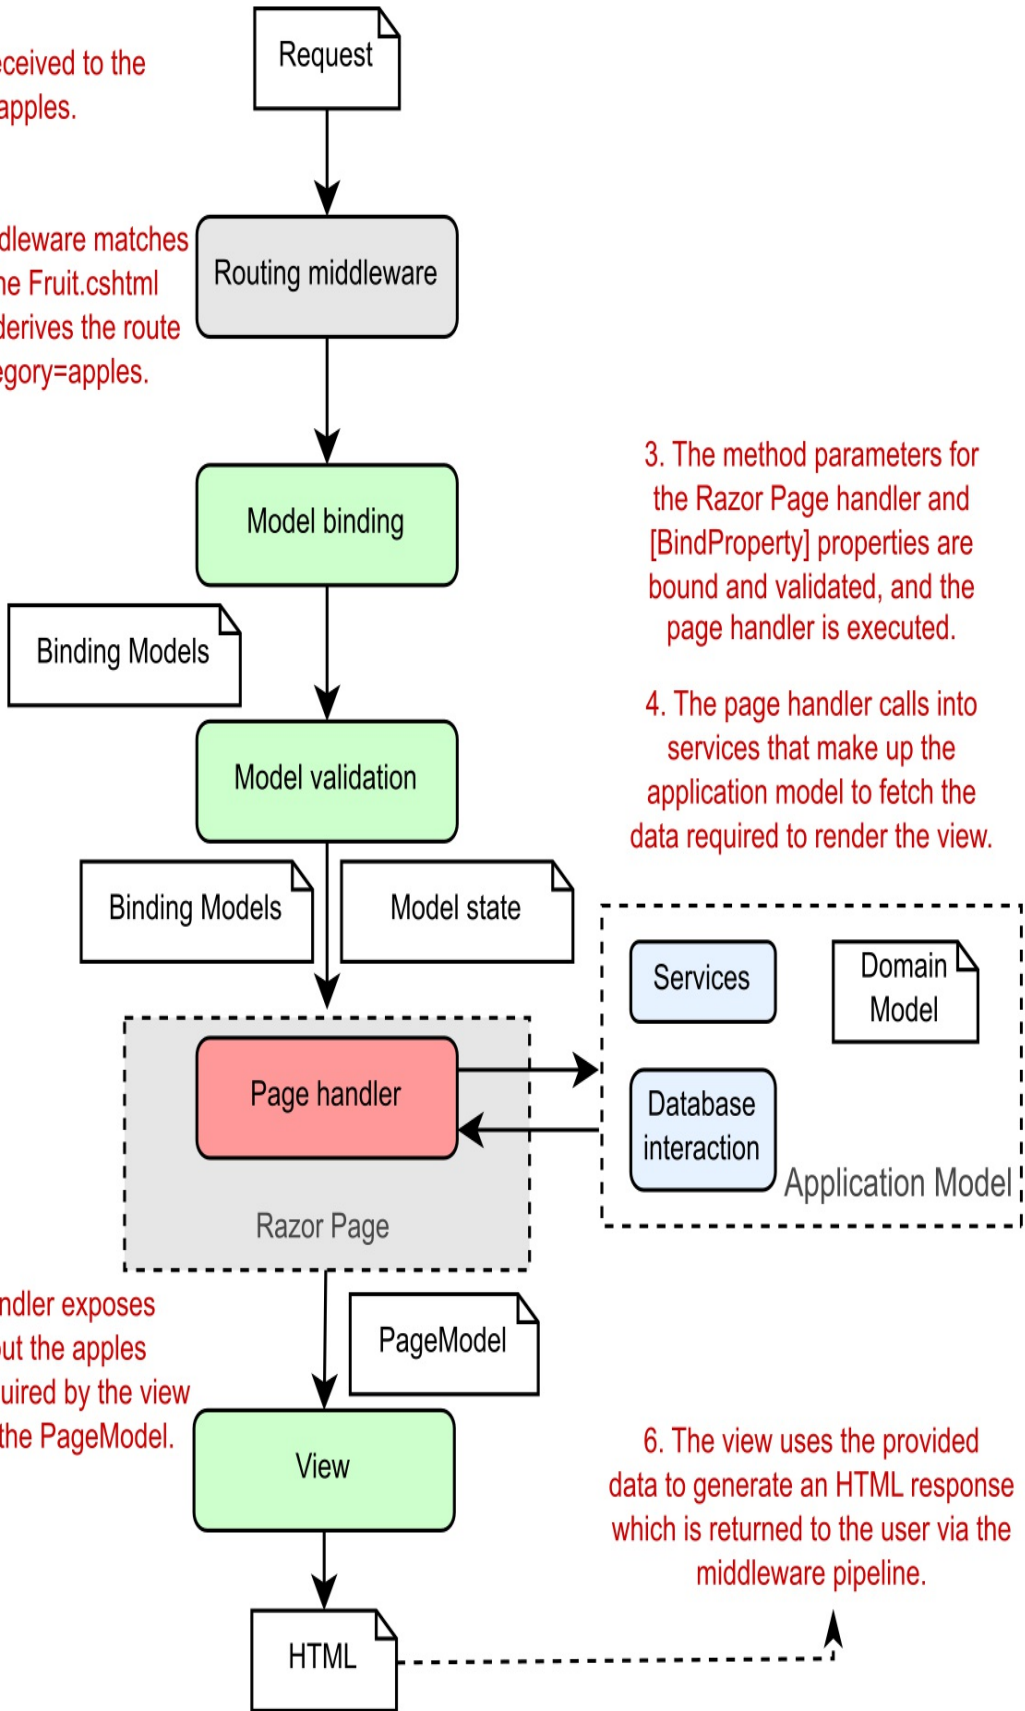 Request
eceived to the
apples.
dleware matches
ne Fruit.cshtml
derives the route
egory=apples.
Routing middleware
Model binding
3. The method parameters for
the Razor Page handler and
[BindProperty] properties are
bound and validated, and the
page handler is executed.
Binding Models
4. The page handler calls into
services that make up the
application model to fetch the
data required to render the view.
Model validation
Binding Models
Model state
Services
Domain
Model
Page handler
Database
interaction
Application Model
Razor Page
ndler exposes
out the apples
quired by the view
the PageModel.
PageModel
View
6. The view uses the provided
data to generate an HTML response
which is returned to the user via the
middleware pipeline.
HTML